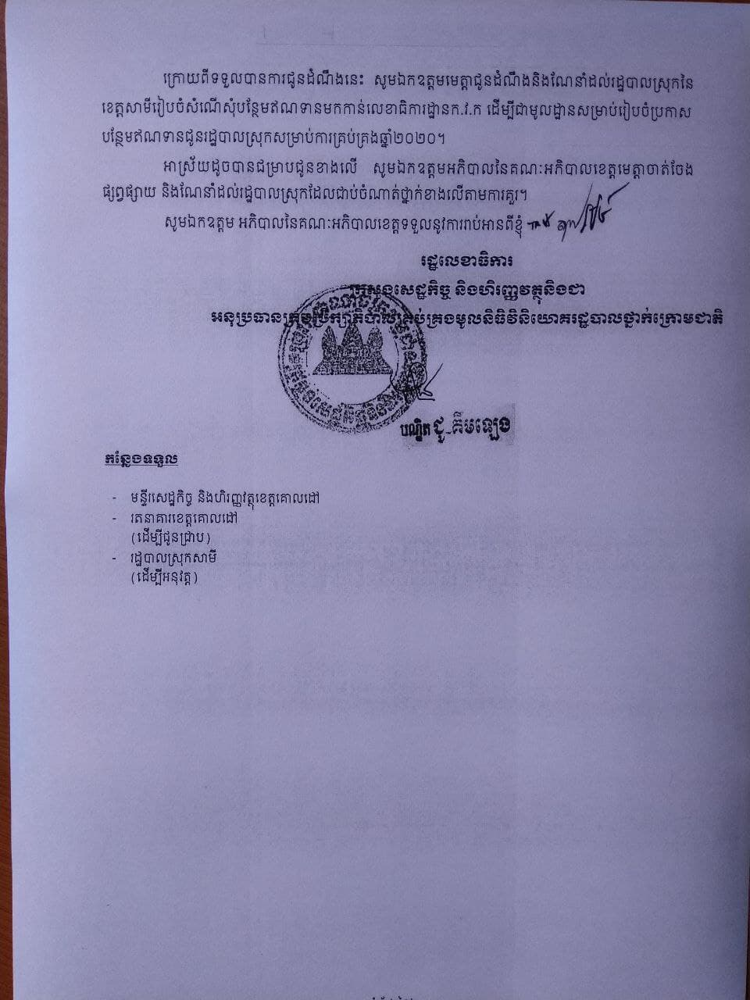 ក្រោយពីទទួលបានការជូនដំណឹងនេះ សូមឯកឧត្តមមេត្តាជូនដំណឹងនិងណែនាំដល់រដ្ឋបាលស្រុកនៃ
ខេត្តសាមីរៀបចំសំណើសុំបន្ថែមឥណទានមកកាន់លេខាធិការដ្ឋានក.វ.ក ដើម្បីជាមូលដ្ឋានសម្រាប់រៀបចំប្រកាស
បន្ថែមឥណទានជូនរដ្ឋបាលស្រុកសម្រាប់ការគ្រប់គ្រងឆ្នាំ២០២០។
អាស្រ័យដូចបានជម្រាបជូនខាងលើ សូមឯកឧត្តមអភិបាលនៃគណៈអភិបាលខេត្តមេត្តាចាត់ចែង
ផ្សព្វផ្សាយ និងណែនាំដល់រដ្ឋបាលស្រុកដែលជាប់ចំណាត់ថ្នាក់ខាងលើតាមការគួរ។
សូមឯកឧត្តម អភិបាលនៃគណៈអភិបាលខេត្តទទួលនូវការរាប់អានពីខ្ញុំ
រដ្ឋលេខាធិការ
ក្រសួងសេដ្ឋកិច្ច និងហិរញ្ញវត្ថុនិងជា
អនុប្រធានក្រុមប្រឹក្សាភិបាលគ្រប់គ្រងមូលនិធិវិនិយោគរដ្ឋបាលថ្នាក់ក្រោមជាតិ
បណ្ឌិត ជូ-គឹមឡេង
កន្លែងទទួល
- មន្ទីរសេដ្ឋកិច្ច និងហិរញ្ញវត្ថុខេត្តគោលដៅ
- រតនាគារខេត្តគោលដៅ
(ដើម្បីជូនជ្រាប)
- រដ្ឋបាលស្រុកសាមី
(ដើម្បីអនុវត្ត)